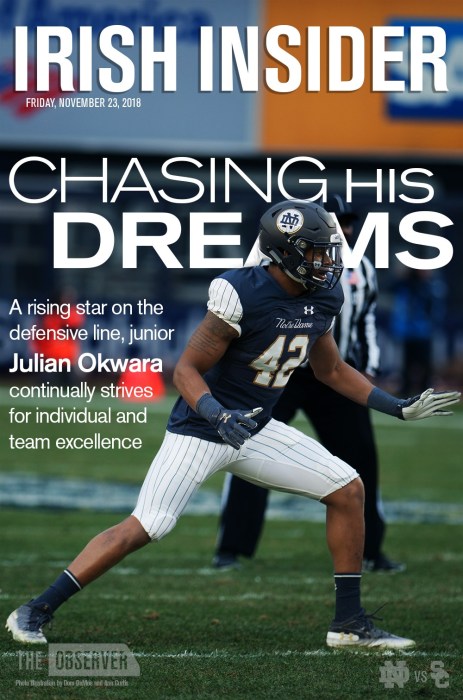 IRISH INSIDER
FRIDAY, NOVEMBER 23, 2018
CHASING HIS
DREAMS
A rising star on the
defensive line, junior
Julian Okwara
continually strives
for individual and
team excellence
Notre Dame
42
THE OBSERVER
ND VS SC